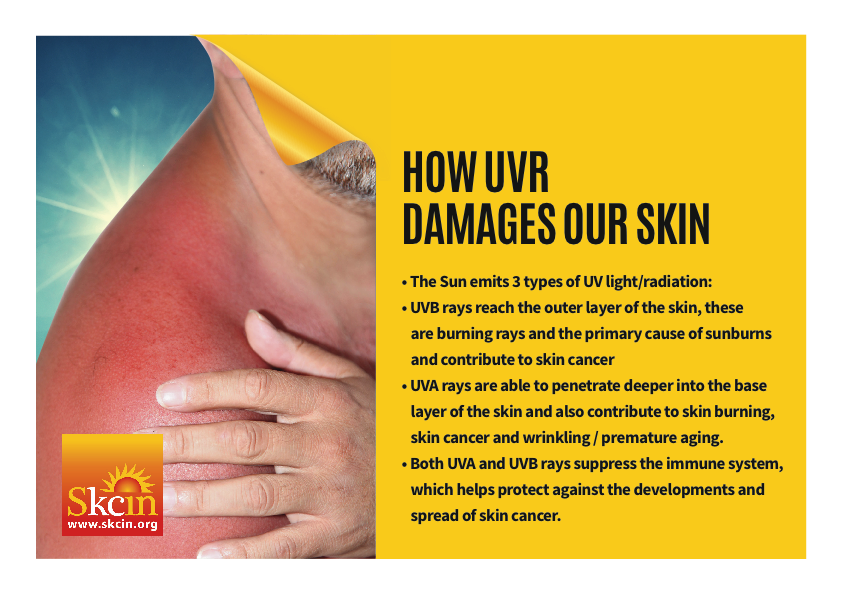 HOW UVR
DAMAGES OUR SKIN
• The Sun emits 3 types of UV light/radiation:
• UVB rays reach the outer layer of the skin, these
are burning rays and the primary cause of sunburns
and contribute to skin cancer
• UVA rays are able to penetrate deeper into the base
layer of the skin and also contribute to skin burning,
skin cancer and wrinkling / premature aging.
• Both UVA and UVB rays suppress the immune system,
which helps protect against the developments and
spread of skin cancer.
Skcin
www.skcin.org